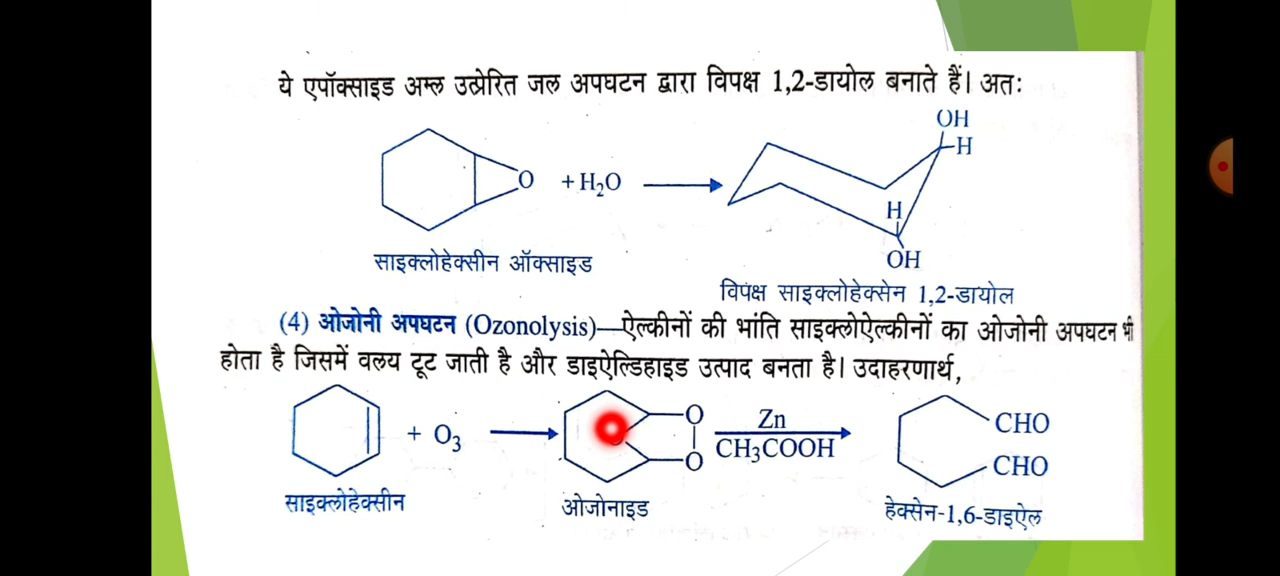 ये एपॉक्साइड अम्ल उत्प्रेरित जल अपघटन द्वारा विपक्ष 1,2-डायोल बनाते हैं। अतः
OH
H
O + H₂O
H
OH
साइक्लोहेक्सीन ऑक्साइड
विपक्ष साइक्लोहेक्सेन 1,2-डायोल
(4) ओजोनी अपघटन (Ozonolysis)—ऐल्कीनों की भांति साइक्लोऐल्कीनों का ओजोनी अपघटन भी
होता है जिसमें वलय टूट जाती है और डाइऐल्डिहाइड उत्पाद बनता है। उदाहरणार्थ,
+ O₃ O Zn CHO
O CH₃COOH CHO
साइक्लोहेक्सीन ओजोनाइड हेक्सेन-1,6-डाइऐल